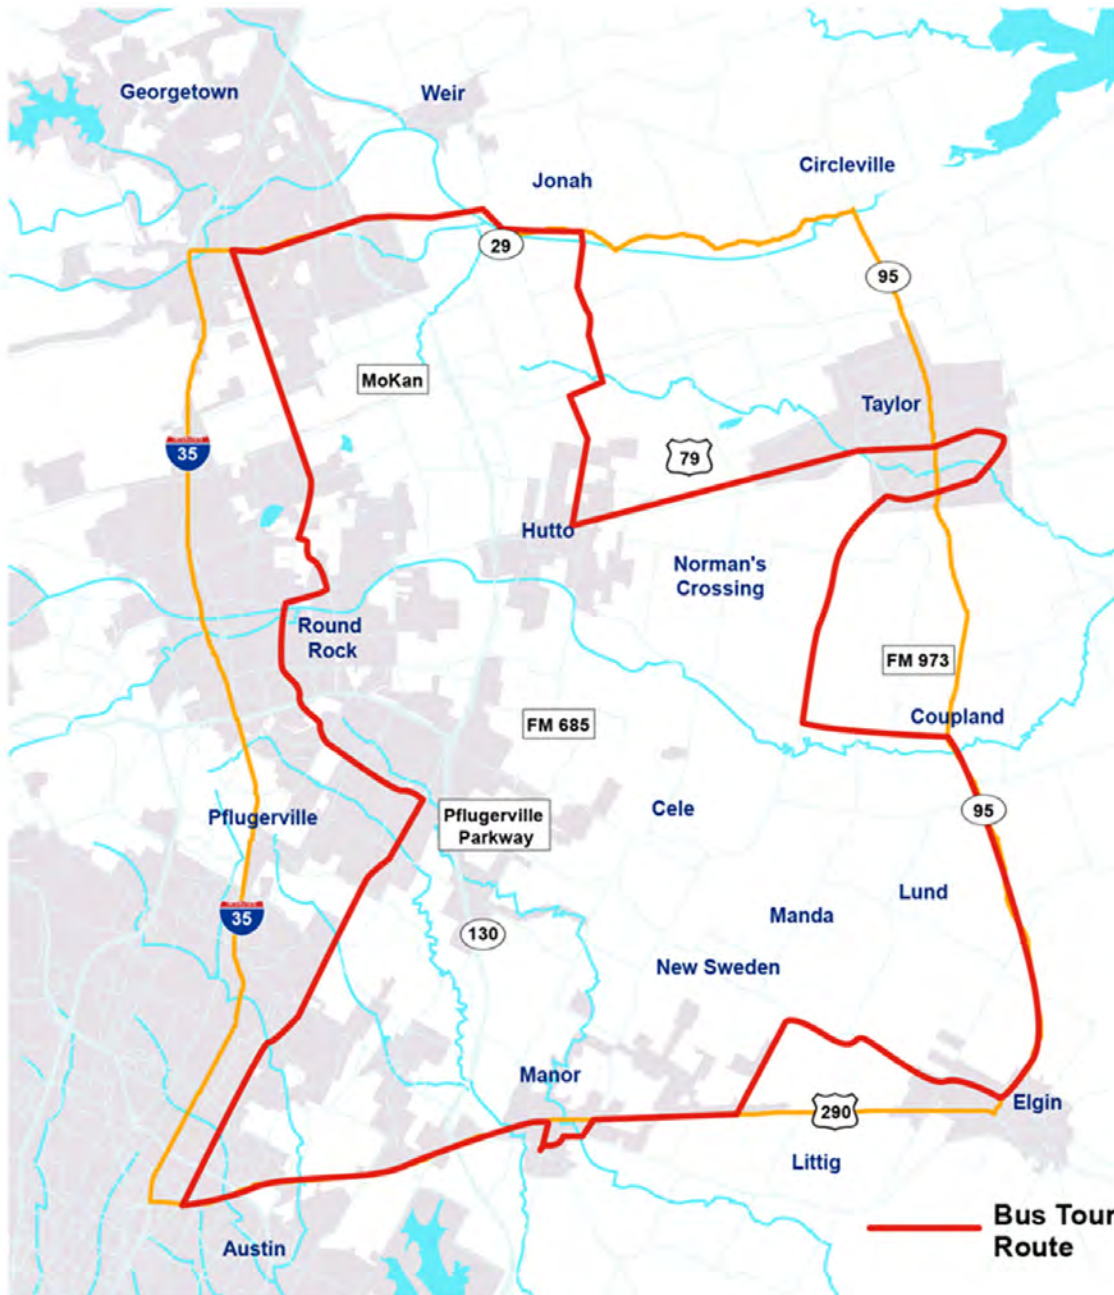 Georgetown
Weir
Circleville
Jonah
29
95
MoKan
Taylor
35
79
Hutto
Norman's
Crossing
Round
Rock
FM 973
FM 685
Coupland
Pflugerville
Pflugerville
Parkway
Cele
95
35
Lund
Manda
130
New Sweden
Manor
290
Elgin
Littig
Bus Tour
Route
Austin